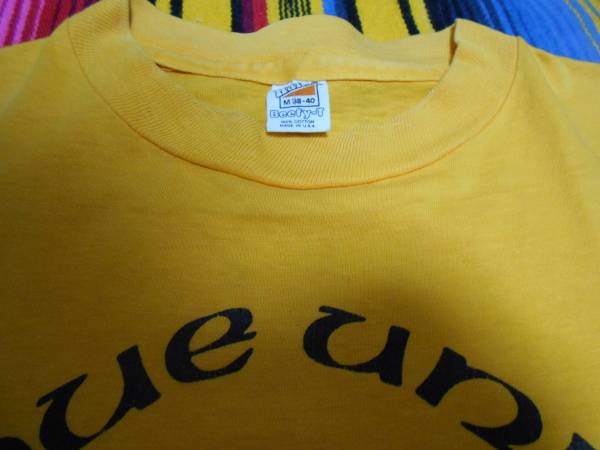 M 38-40
Beefy-T
100% COTTON
MADE IN U.S.A.
ue un